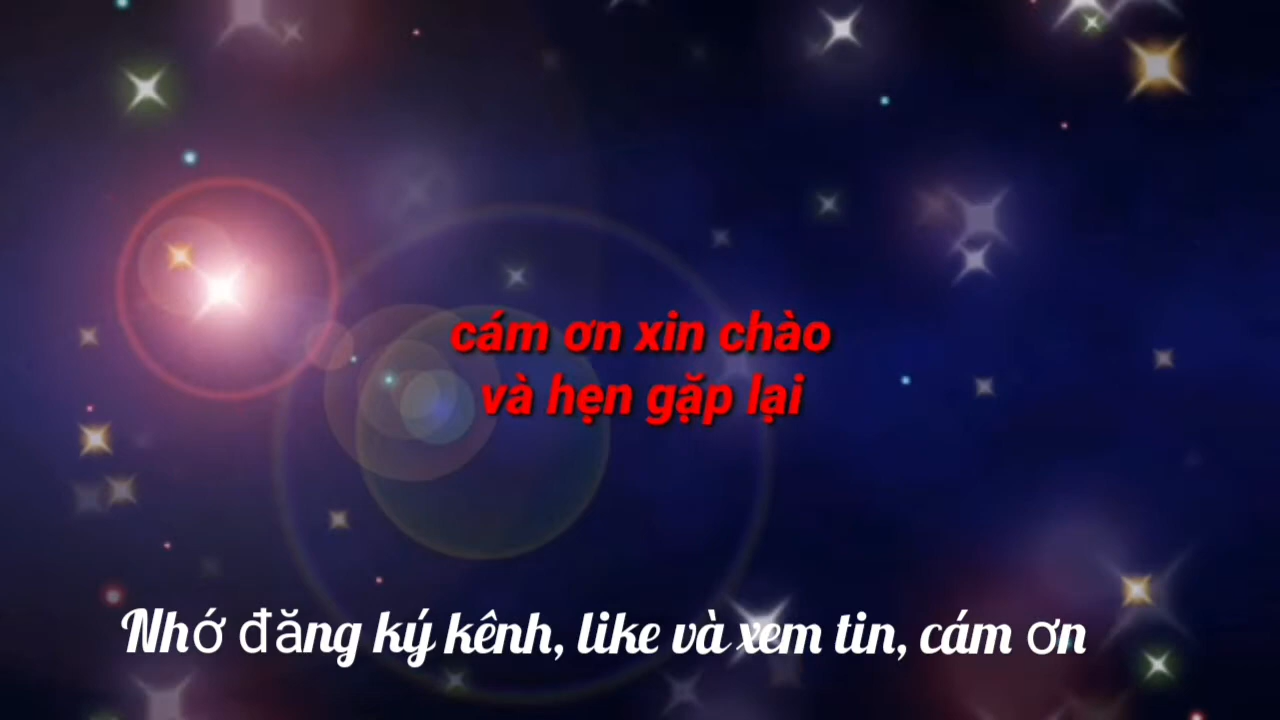 cám ơn xin chào
và hẹn gặp lại
Nhớ đăng ký kênh, like và xem tin, cám ơn